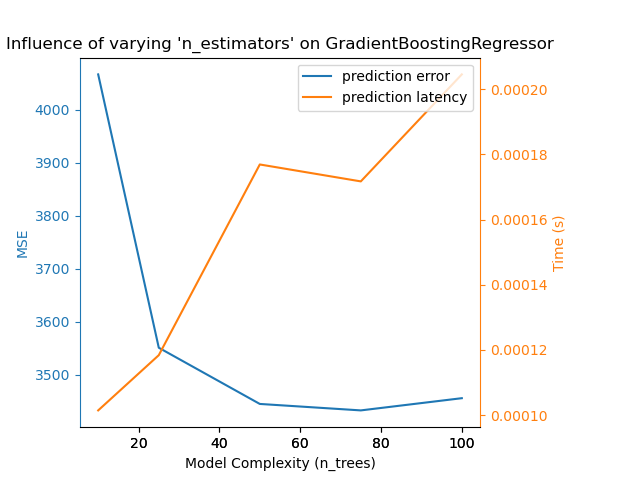 Influence of varying 'n_estimators' on GradientBoostingRegressor
prediction error
prediction latency
MSE
4000
3900
3800
3700
3600
3500
0.00020
0.00018
0.00016
0.00014
0.00012
0.00010
Time (s)
20 40 60 80 100
Model Complexity (n_trees)